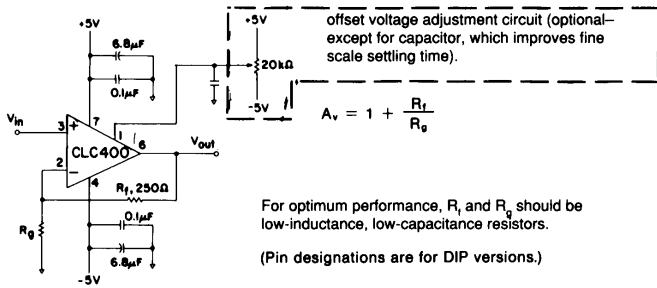 +5V
6.8μF
0.1μF
+5V
20kΩ
-5V
offset voltage adjustment circuit (optional–
except for capacitor, which improves fine
scale settling time).
Av = 1 + Rf
Rg
Vin
3
+
7
1
6
CLC400
Vout
2
−
4
Rf, 250Ω
Rg
0.1μF
6.8μF
-5V
For optimum performance, Rf and Rg should be
low-inductance, low-capacitance resistors.
(Pin designations are for DIP versions.)